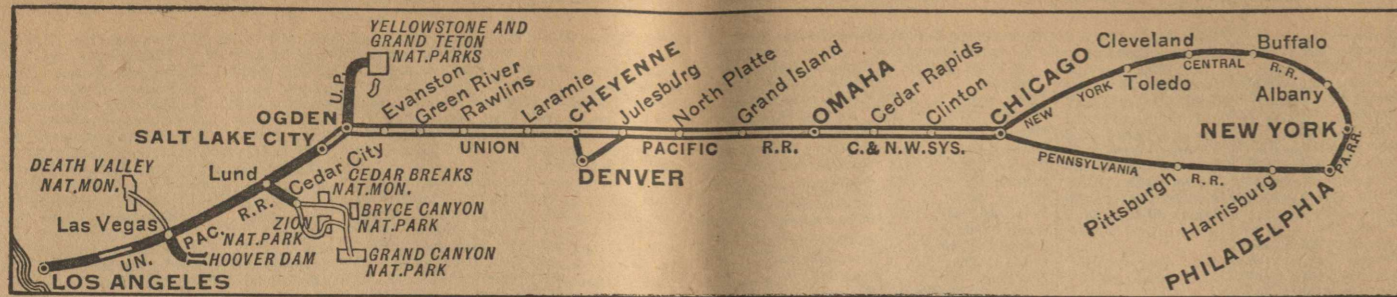 YELLOWSTONE AND
GRAND TETON
NAT.PARKS
U.P.
OGDEN
SALT LAKE CITY
Evanston
Green River
Rawlins
Laramie
CHEYENNE
Julesburg
North Platte
Grand Island
OMAHA
Cedar Rapids
Clinton
CHICAGO
UNION
PACIFIC
R.R.
C.& N.W.SYS.
DENVER
NEW
YORK
CENTRAL
R.R.
Toledo
Cleveland
Buffalo
Albany
NEW YORK
PA.R.R.
PHILADELPHIA
Harrisburg
Pittsburgh
PENNSYLVANIA
R.R.
DEATH VALLEY
NAT.MON.
Lund
Cedar City
CEDAR BREAKS
NAT.MON.
BRYCE CANYON
NAT.PARK
ZION
NAT.PARK
GRAND CANYON
NAT.PARK
Las Vegas
HOOVER DAM
UN.
PAC.
R.R.
LOS ANGELES